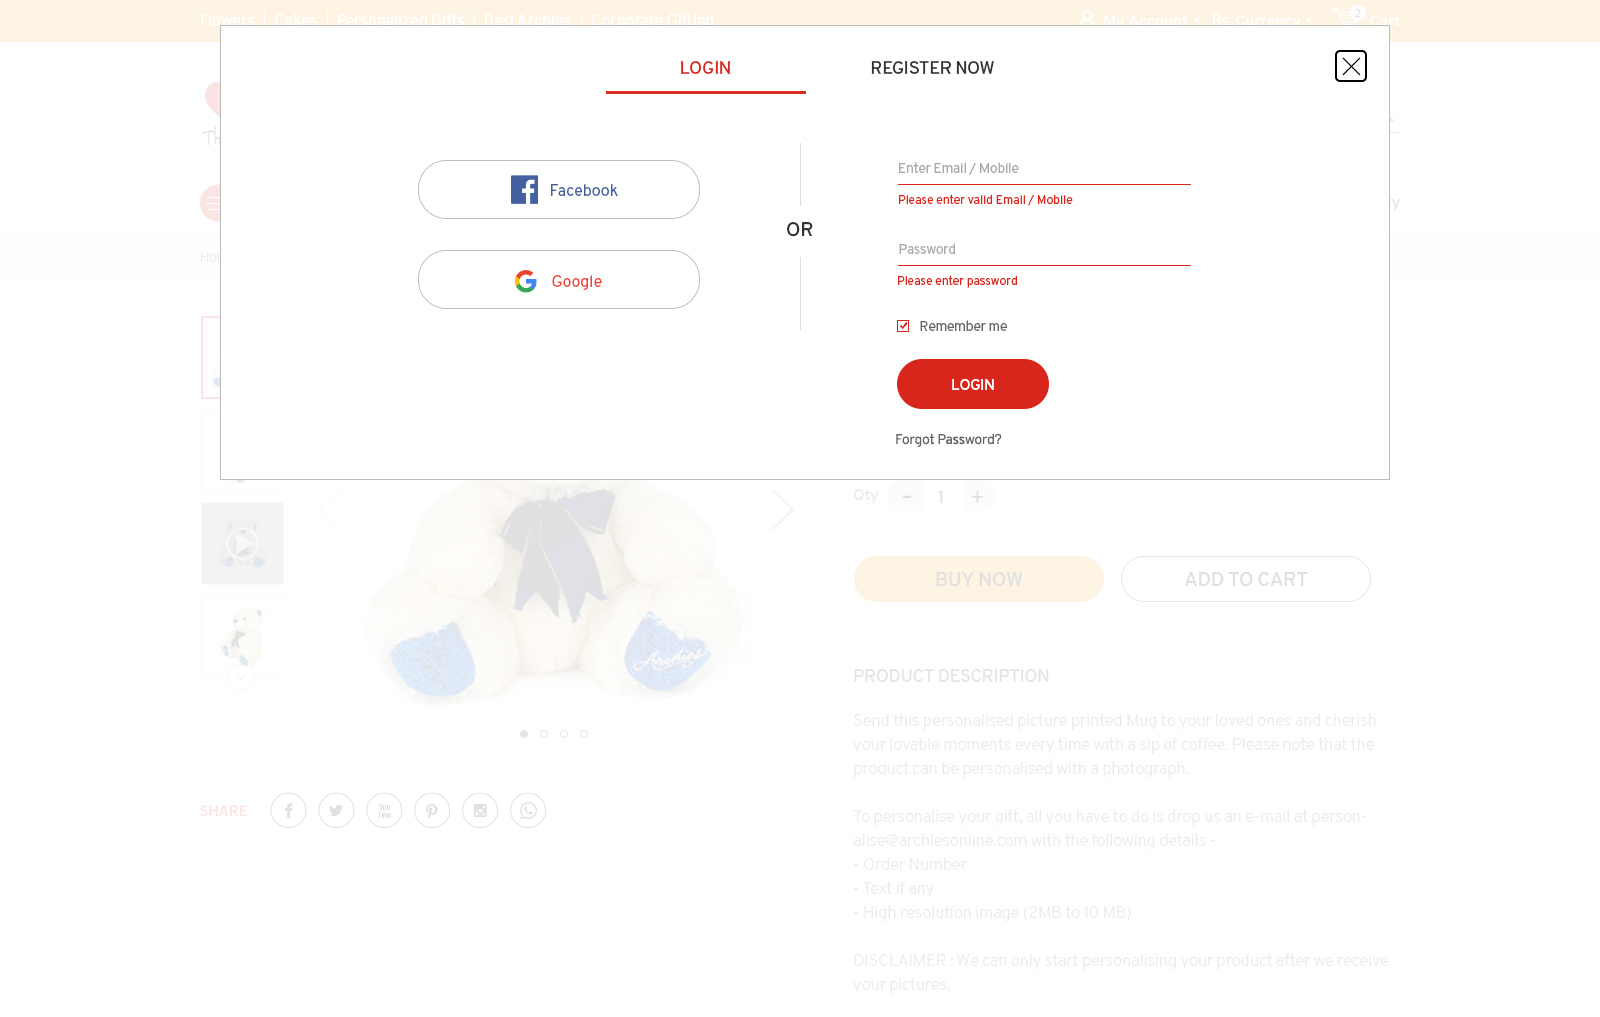 Flowers | Cakes | Personalized Gifts | Desi Archies | Corporate Gifting
My Account
Rs. Currency
2
Cart
LOGIN
REGISTER NOW
Facebook
Google
OR
Enter Email / Mobile
Please enter valid Email / Mobile
Password
Please enter password
Remember me
LOGIN
Forgot Password?
Qty - 1 +
BUY NOW
ADD TO CART
Archies
PRODUCT DESCRIPTION
Send this personalised picture printed Mug to your loved ones and cherish
your lovable moments every time with a sip of coffee. Please note that the
product can be personalised with a photograph.
To personalise your gift, all you have to do is drop us an e-mail at person-
alise@archiesonline.com with the following details -
- Order Number
- Text if any
- High resolution image (2MB to 10 MB)
DISCLAIMER : We can only start personalising your product after we receive
your pictures.
SHARE
You
Tube